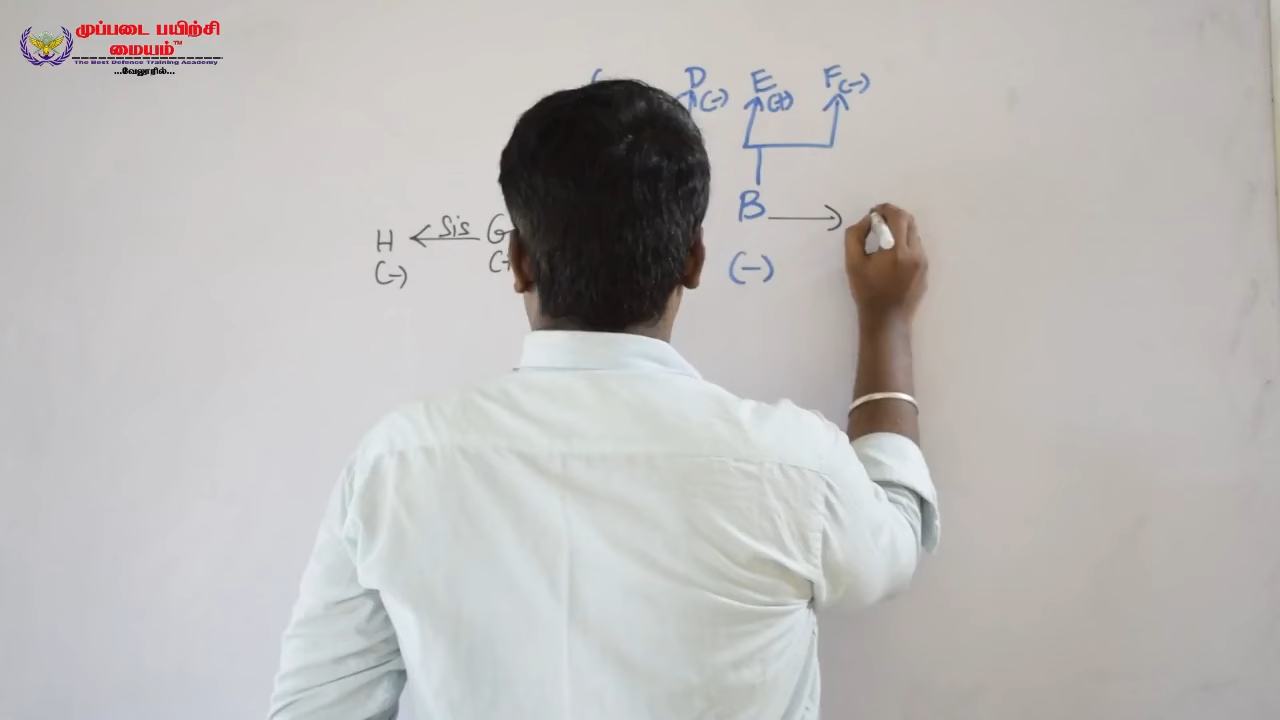 முப்படை பயிற்சி
மையம்™
The Best Defence Training Academy
...வேலூரில்...
D E F
(-) (+) (-)
B
H Sis G
(-) (-)